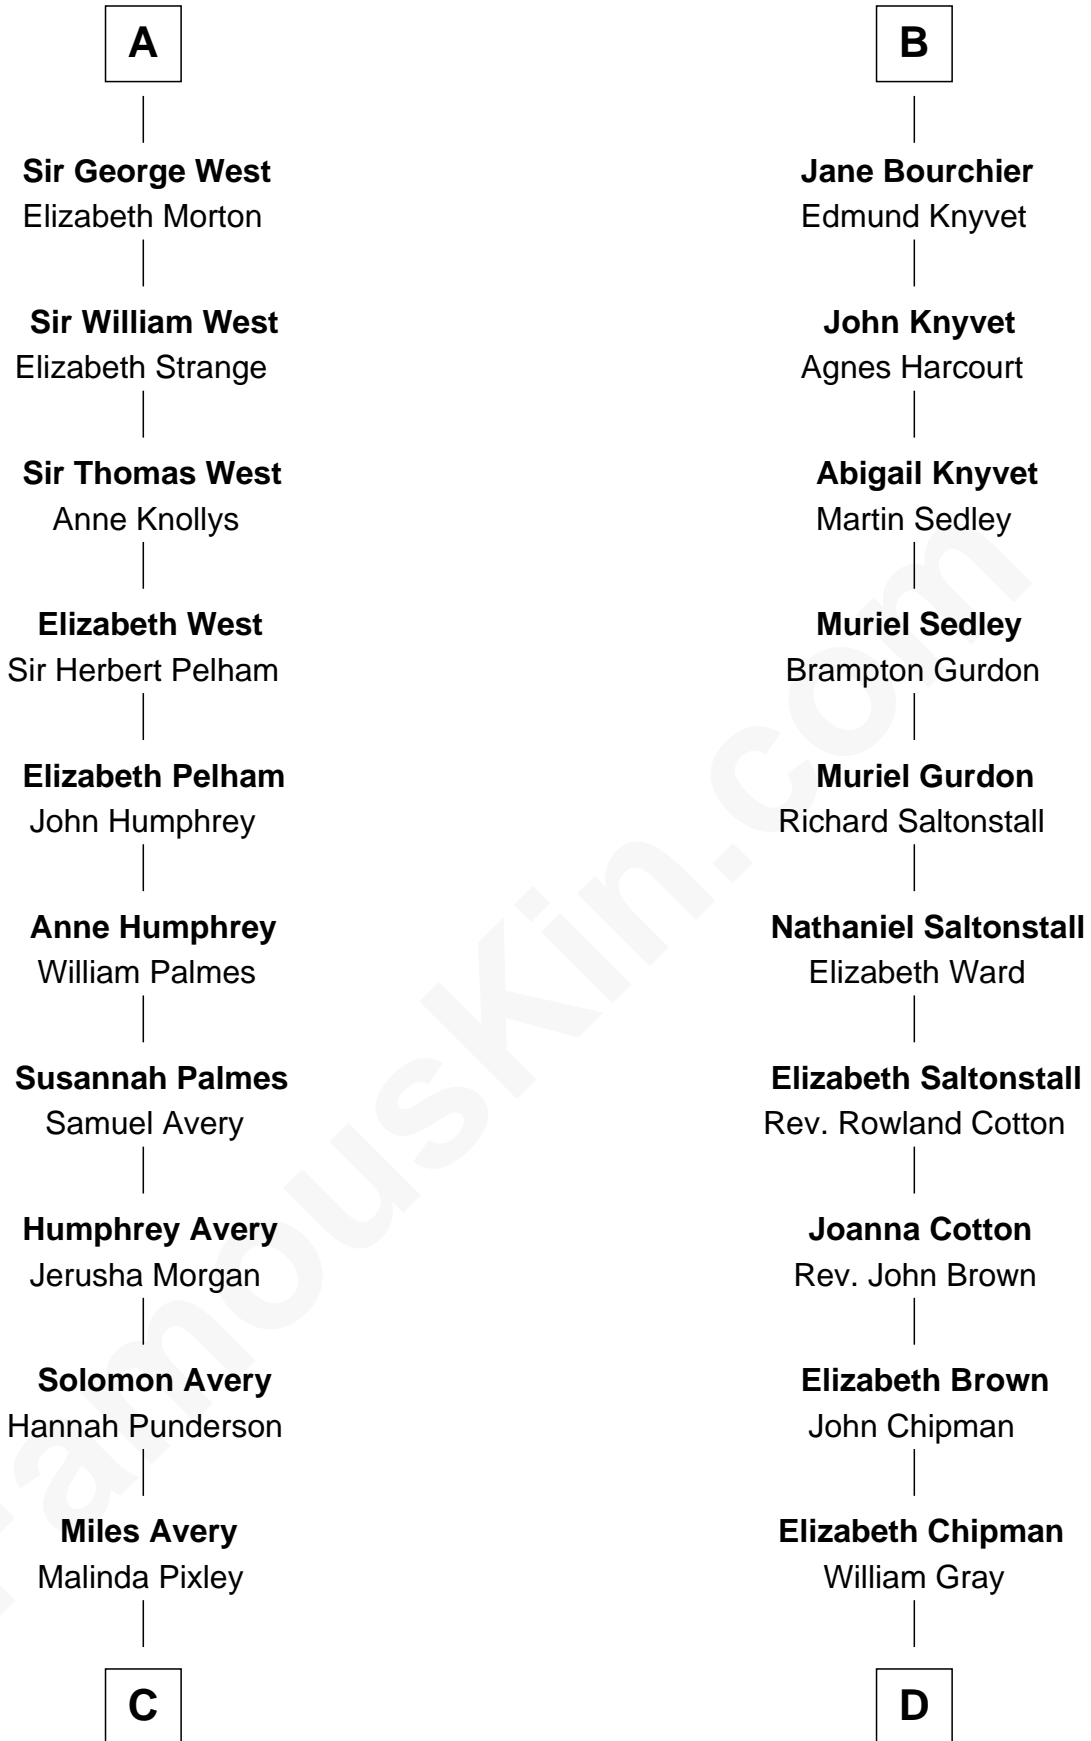 A
Sir George West
Elizabeth Morton
Sir William West
Elizabeth Strange
Sir Thomas West
Anne Knollys
Elizabeth West
Sir Herbert Pelham
Elizabeth Pelham
John Humphrey
Anne Humphrey
William Palmes
Susannah Palmes
Samuel Avery
Humphrey Avery
Jerusha Morgan
Solomon Avery
Hannah Punderson
Miles Avery
Malinda Pixley
C
B
Jane Bourchier
Edmund Knyvet
John Knyvet
Agnes Harcourt
Abigail Knyvet
Martin Sedley
Muriel Sedley
Brampton Gurdon
Muriel Gurdon
Richard Saltonstall
Nathaniel Saltonstall
Elizabeth Ward
Elizabeth Saltonstall
Rev. Rowland Cotton
Joanna Cotton
Rev. John Brown
Elizabeth Brown
John Chipman
Elizabeth Chipman
William Gray
D
FamousKin.com